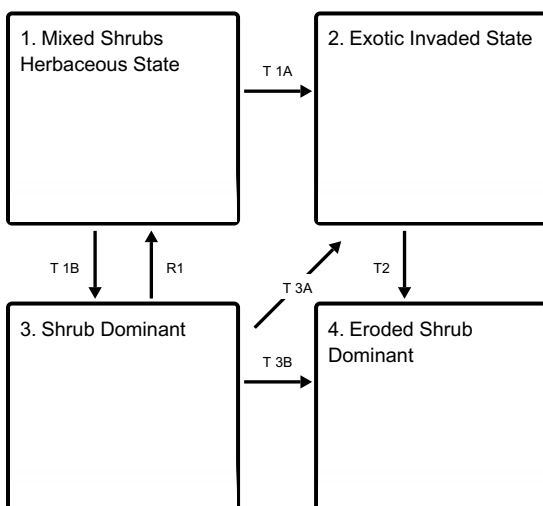 1. Mixed Shrubs
Herbaceous State
2. Exotic Invaded State
T 1A
T 1B
R1
T 3A
T2
3. Shrub Dominant
T 3B
4. Eroded Shrub
Dominant